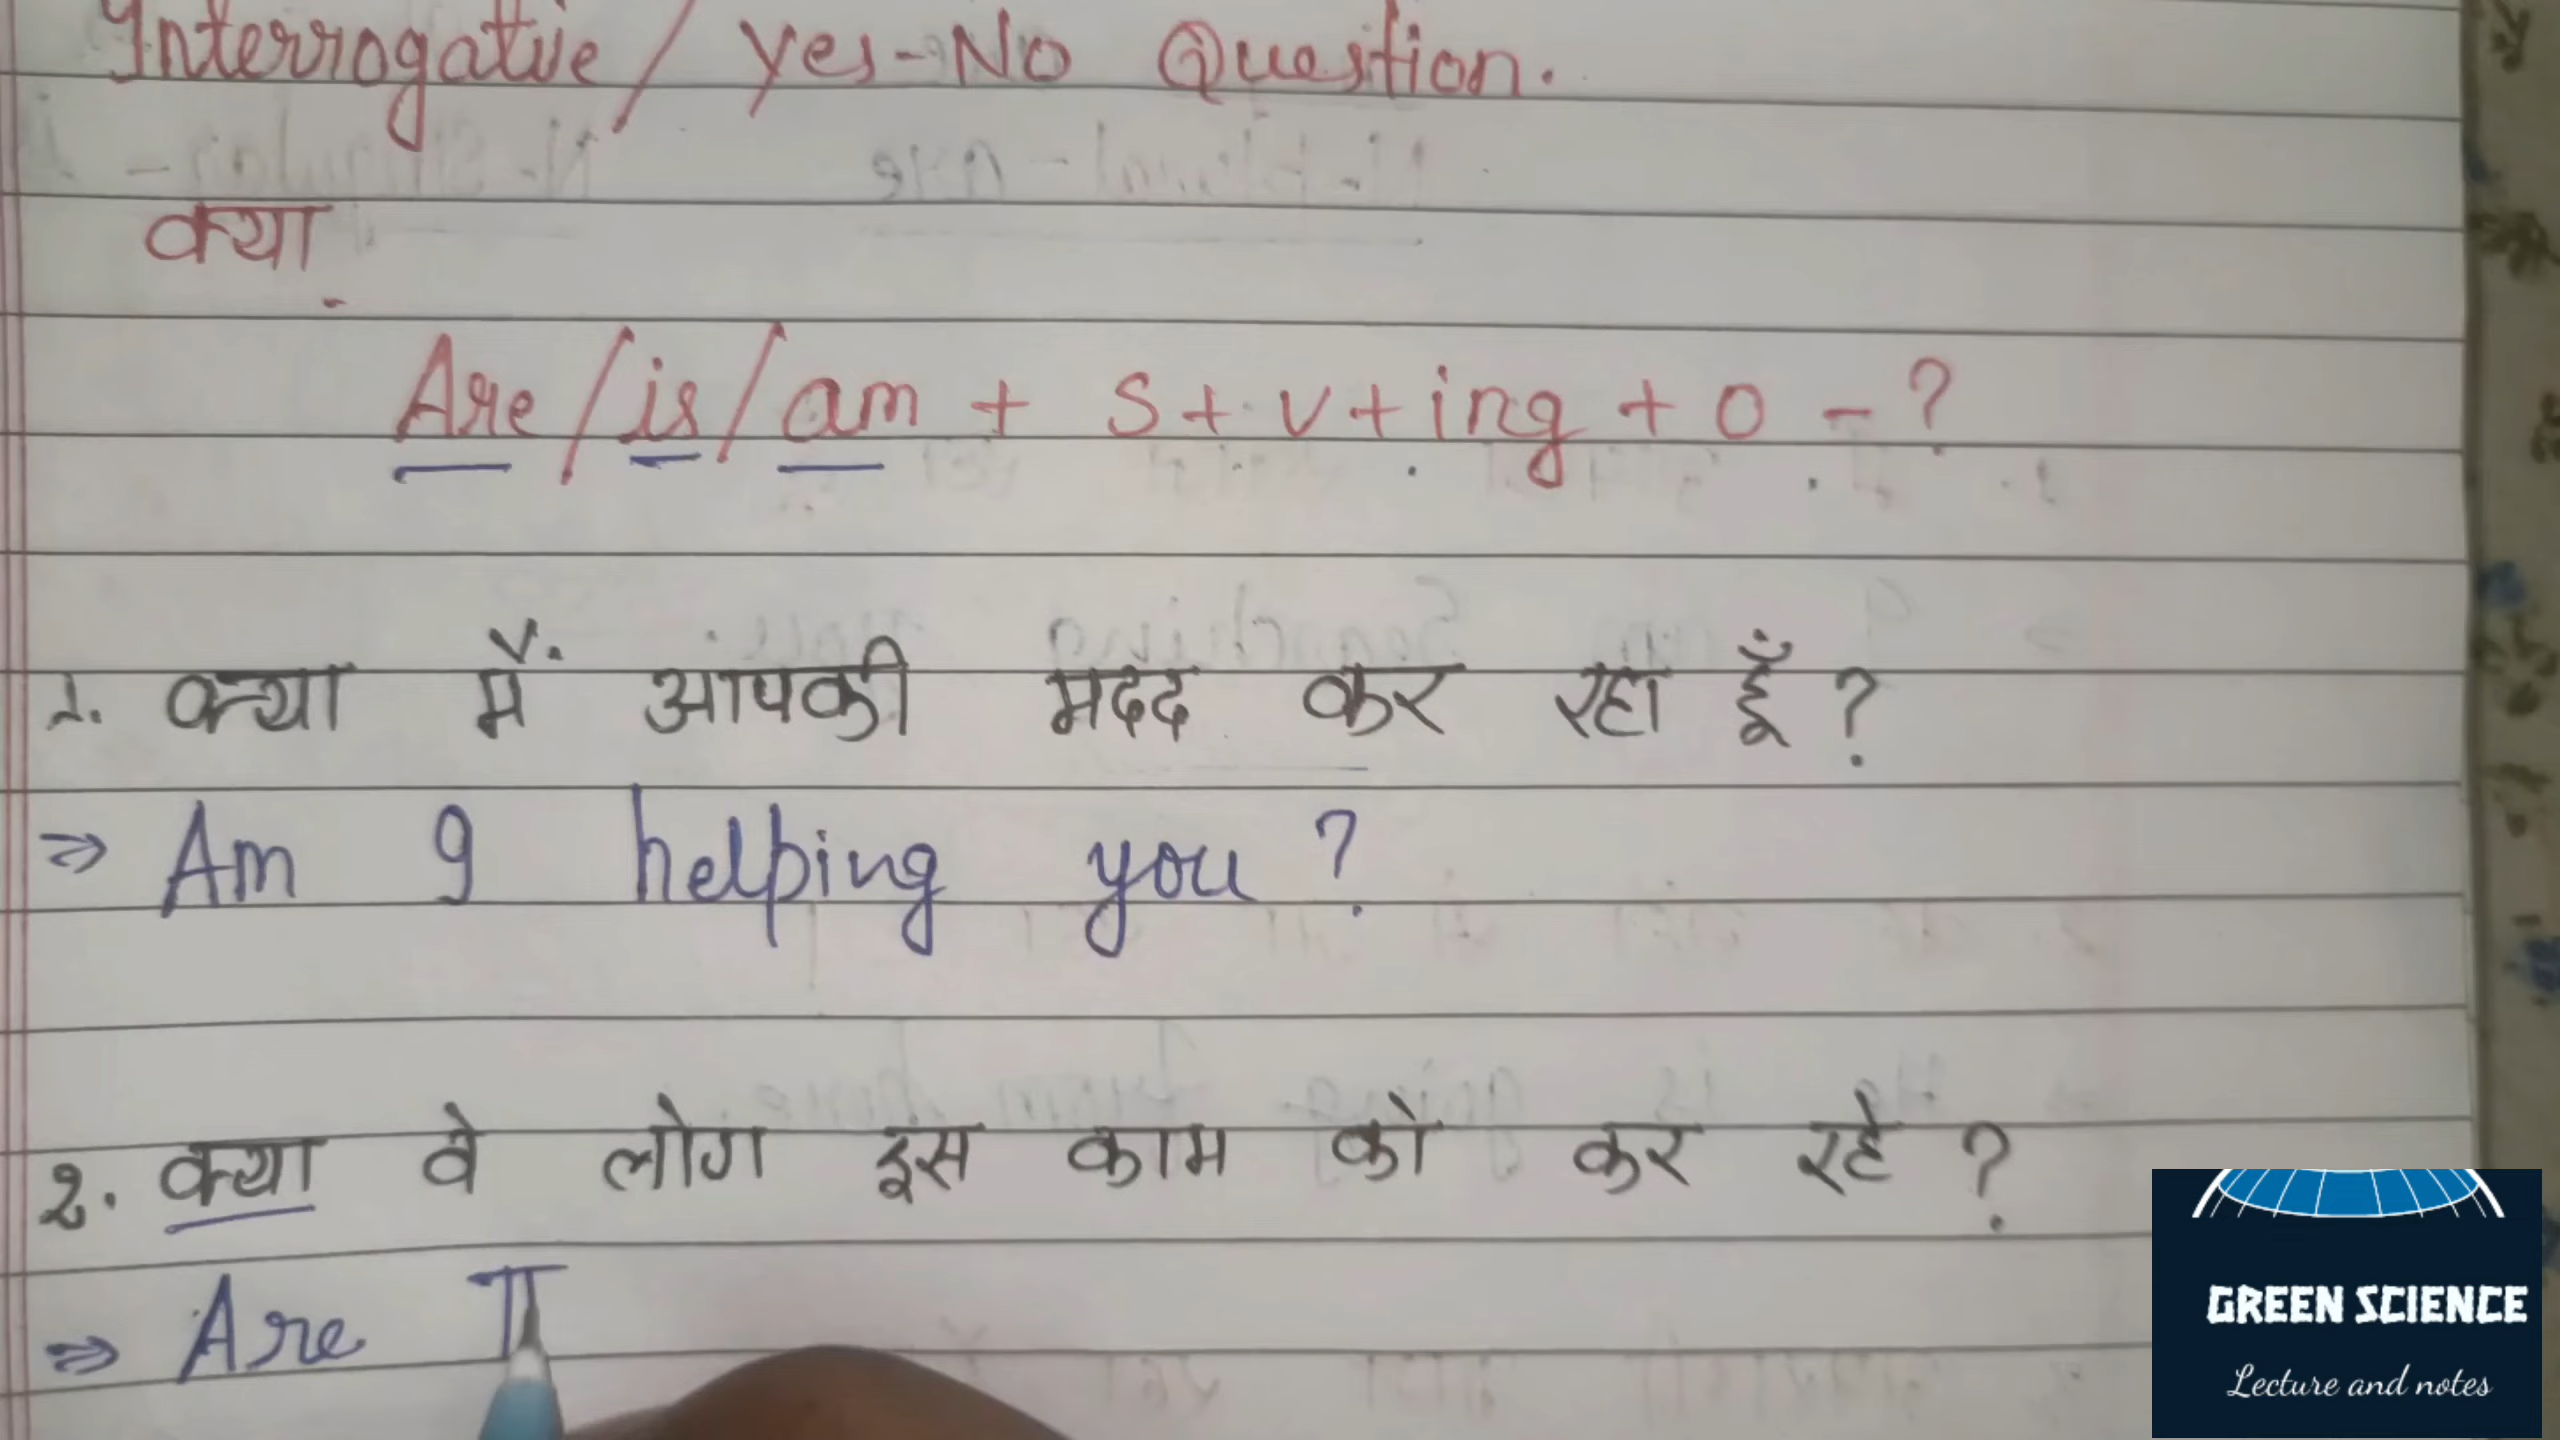 Interrogative / Yes-No Question.
क्या
Are / is / am + S + V + ing + O - ?
1. क्या मैं आपकी मदद कर रहा हूँ ?
⇒ Am I helping you ?
2. क्या वे लोग इस काम को कर रहे ?
⇒ Are T
GREEN SCIENCE
Lecture and notes